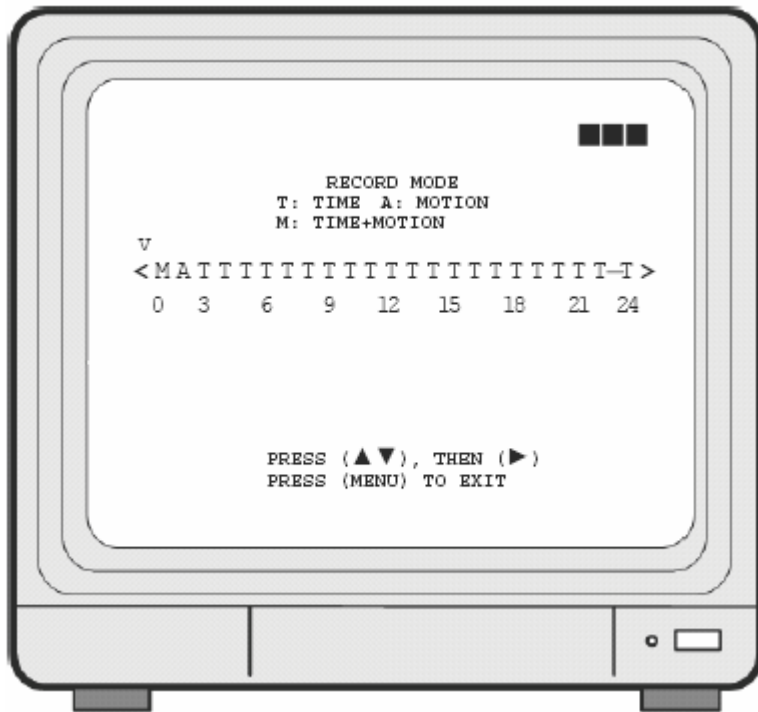 RECORD MODE
T: TIME A: MOTION
M: TIME+MOTION
V
< M A T T T T T T T T T T T T T T T T T T T T—T >
0 3 6 9 12 15 18 21 24
PRESS (▲▼), THEN (▶)
PRESS (MENU) TO EXIT